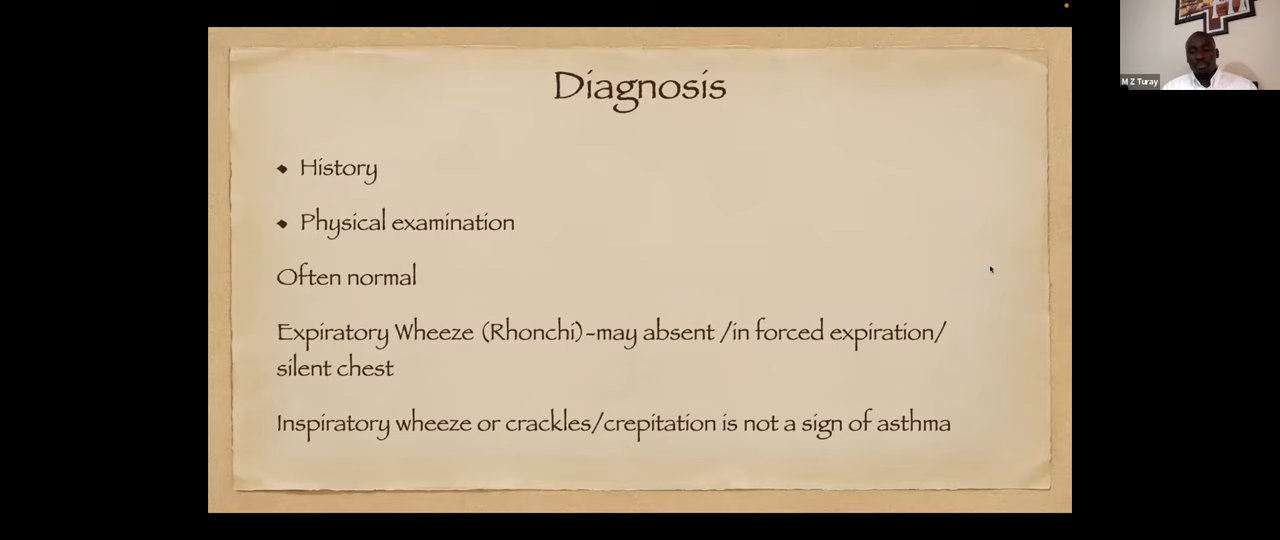 Diagnosis
History
Physical examination
Often normal
Expiratory Wheeze (Rhonchi)-may absent /in forced expiration/
silent chest
Inspiratory wheeze or crackles/crepitation is not a sign of asthma
M Z Turay